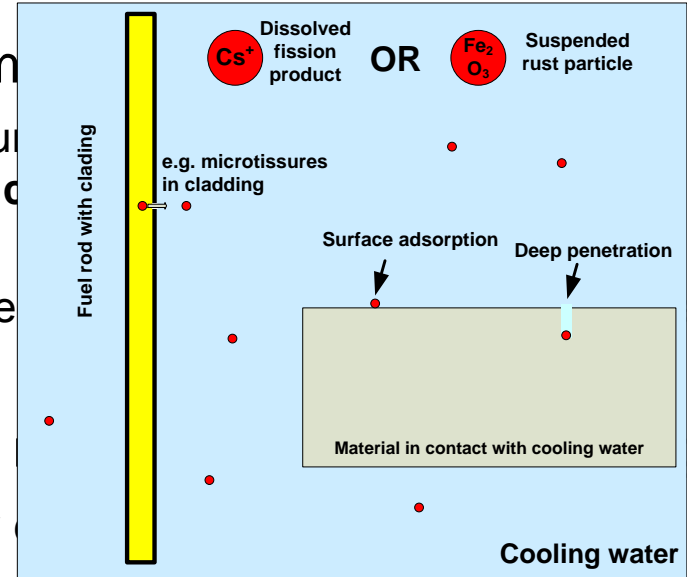 Cs+
Dissolved
fission
product
OR
Fe2
O3
Suspended
rust particle
Fuel rod with clading
e.g. microtissures
in cladding
Surface adsorption
Deep penetration
Material in contact with cooling water
Cooling water